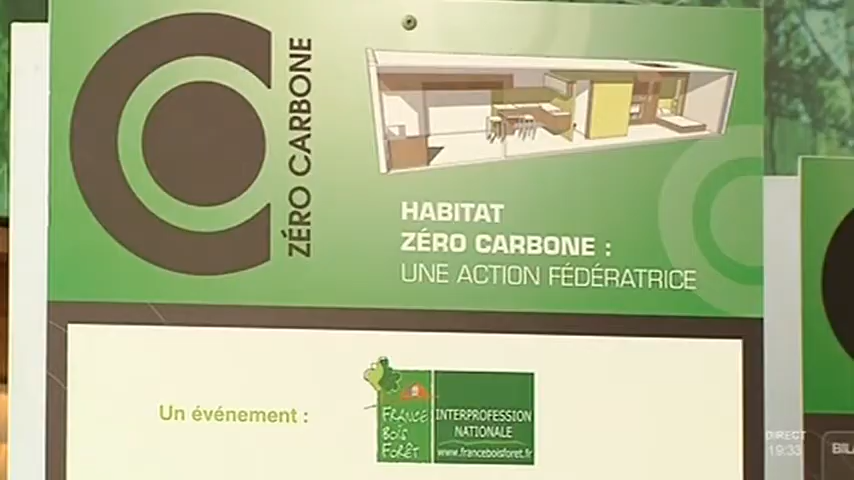 ZÉRO CARBONE
HABITAT
ZÉRO CARBONE :
UNE ACTION FÉDÉRATRICE
Un événement :
FRANCE
BOIS
FORÊT
INTERPROFESSION
NATIONALE
www.franceboisforet.fr
DIRECT
19:33